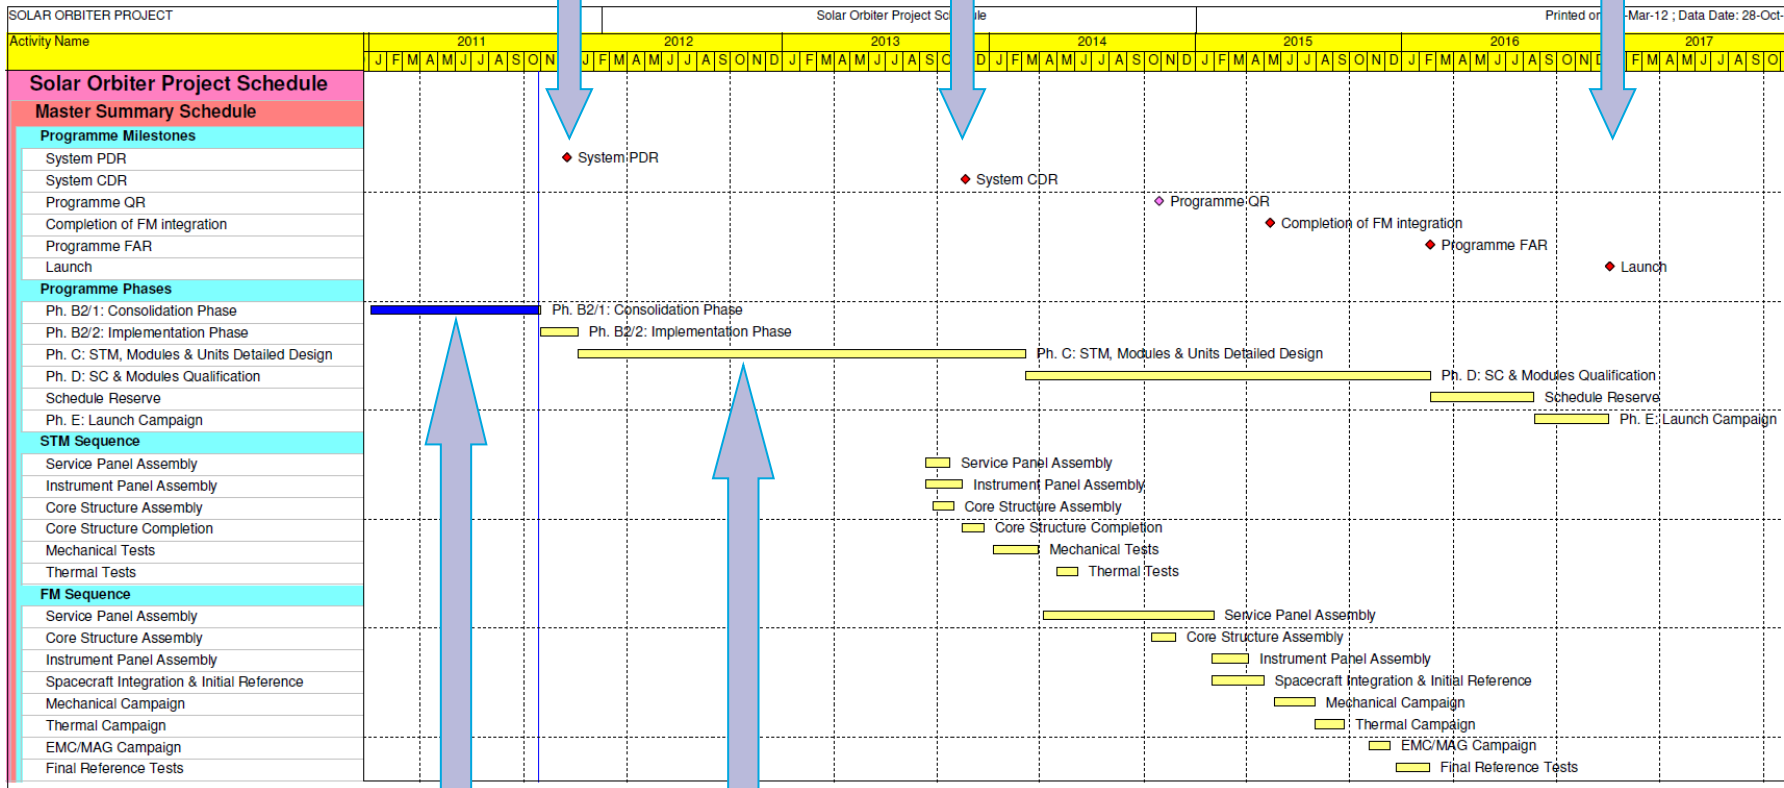 SOLAR ORBITER PROJECT Solar Orbiter Project Printed on -Mar-12 ; Data Date: 28-Oct-
Activity Name 2011 2012 2013 2014 2015 2016 2017
J F M A M J J A S O N J F M A M J J A S O N D J F M A M J J A S O D J F M A M J J A S O N D J F M A M J J A S O N D J F M A M J J A S O N D F M A M J J A S O
Solar Orbiter Project Schedule
Master Summary Schedule
Programme Milestones
System PDR System PDR
System CDR System CDR
Programme QR Programme QR
Completion of FM integration Completion of FM integration
Programme FAR Programme FAR
Launch Launch
Programme Phases
Ph. B2/1: Consolidation Phase Ph. B2/1: Consolidation Phase
Ph. B2/2: Implementation Phase Ph. B2/2: Implementation Phase
Ph. C: STM, Modules & Units Detailed Design Ph. C: STM, Modules & Units Detailed Design
Ph. D: SC & Modules Qualification Ph. D: SC & Modules Qualification
Schedule Reserve Schedule Reserve
Ph. E: Launch Campaign Ph. E: Launch Campaign
STM Sequence
Service Panel Assembly Service Panel Assembly
Instrument Panel Assembly Instrument Panel Assembly
Core Structure Assembly Core Structure Assembly
Core Structure Completion Core Structure Completion
Mechanical Tests Mechanical Tests
Thermal Tests Thermal Tests
FM Sequence
Service Panel Assembly Service Panel Assembly
Core Structure Assembly Core Structure Assembly
Instrument Panel Assembly Instrument Panel Assembly
Spacecraft Integration & Initial Reference Spacecraft Integration & Initial Reference
Mechanical Campaign Mechanical Campaign
Thermal Campaign Thermal Campaign
EMC/MAG Campaign EMC/MAG Campaign
Final Reference Tests Final Reference Tests